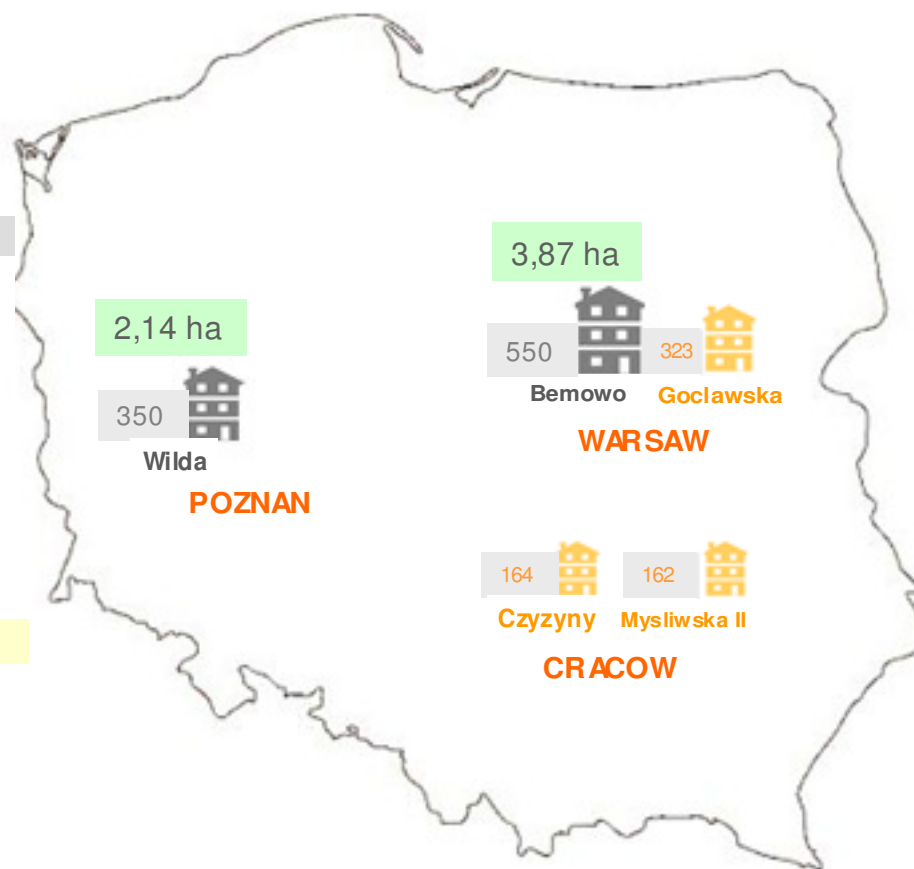 3,87 ha
2,14 ha
550
323
Bemowo
Goclawska
350
WARSAW
Wilda
POZNAN
164
162
Czyzyny
Mysliwska II
CRACOW